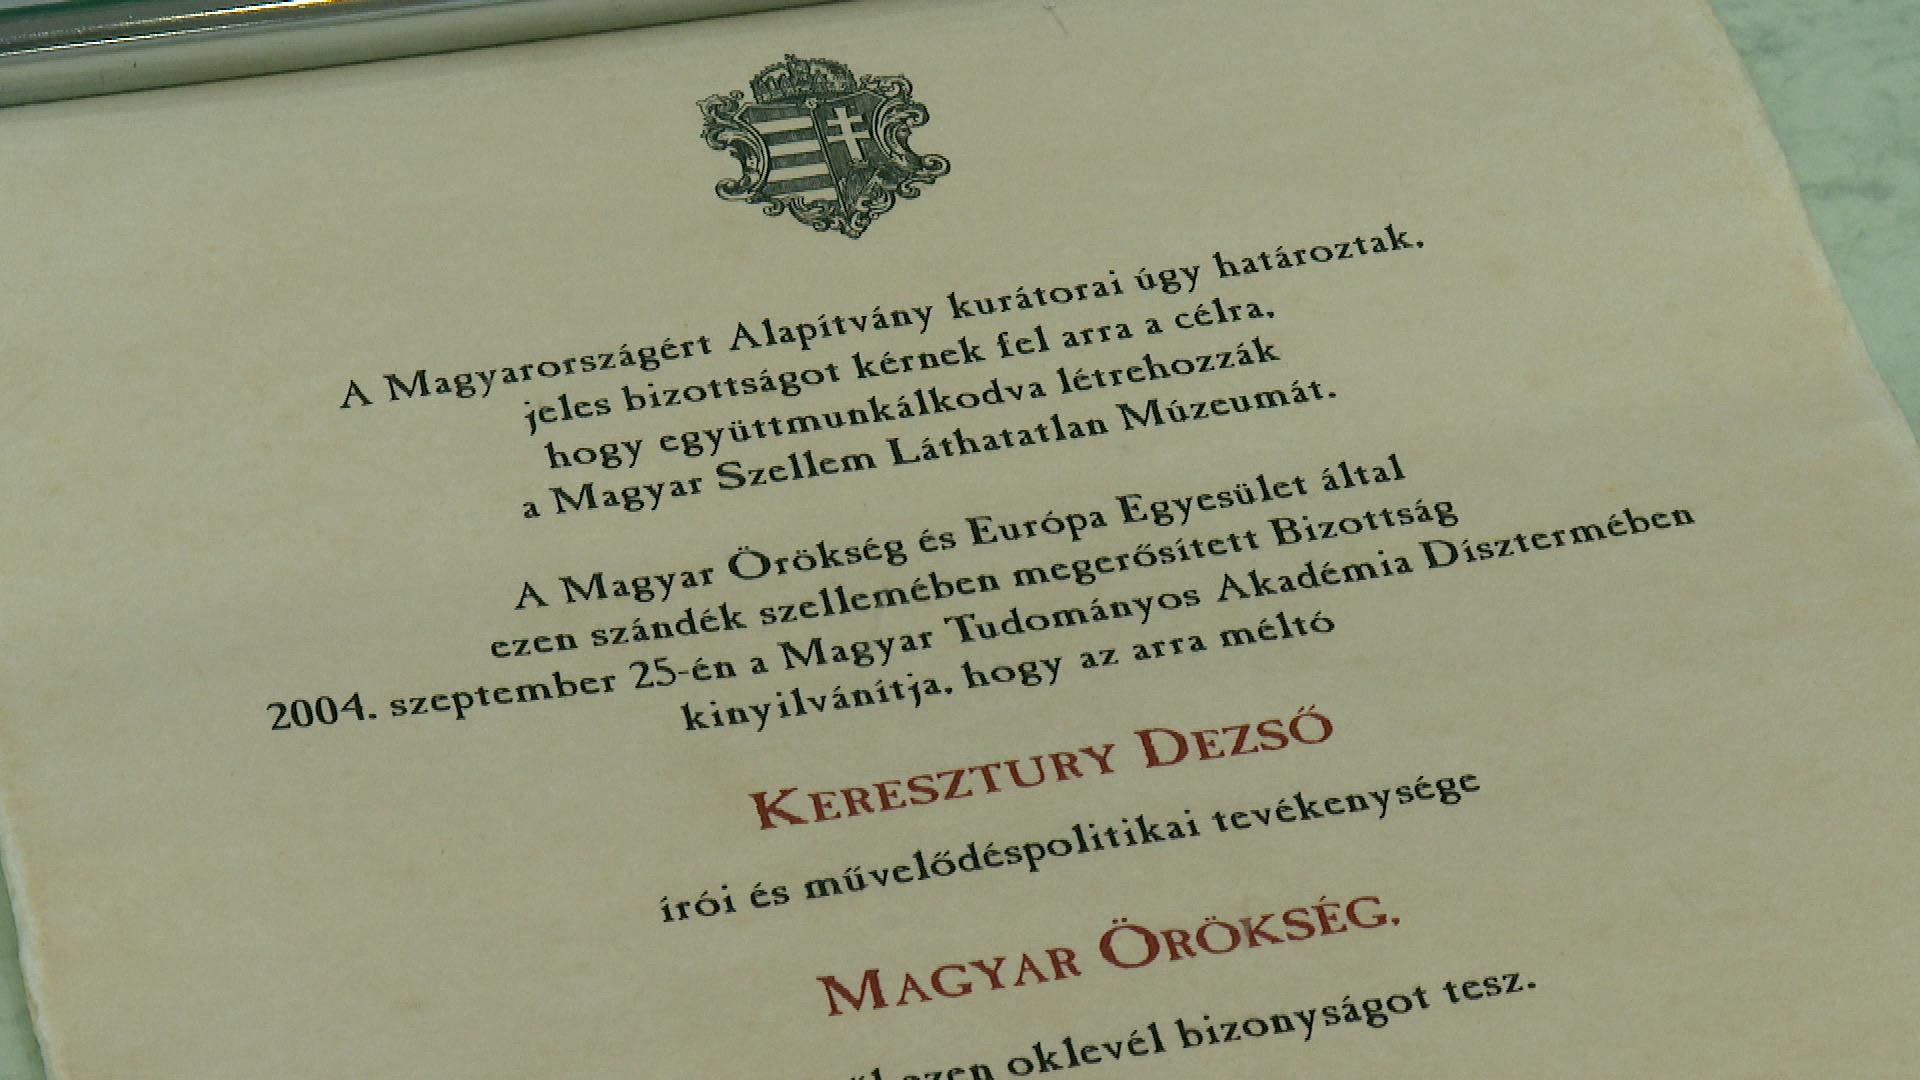 A Magyarországért Alapítvány kurátorai úgy határoztak,
jeles bizottságot kérnek fel arra a célra,
hogy együttmunkálkodva létrehozzák
a Magyar Szellem Láthatatlan Múzeumát.
A Magyar Örökség és Európa Egyesület által
ezen szándék szellemében megerősített Bizottság
2004. szeptember 25-én a Magyar Tudományos Akadémia Dísztermében
kinyilvánítja, hogy az arra méltó
KERESZTURY DEZSŐ
írói és művelődéspolitikai tevékenysége
MAGYAR ÖRÖKSÉG,
ezen oklevél bizonyságot tesz.